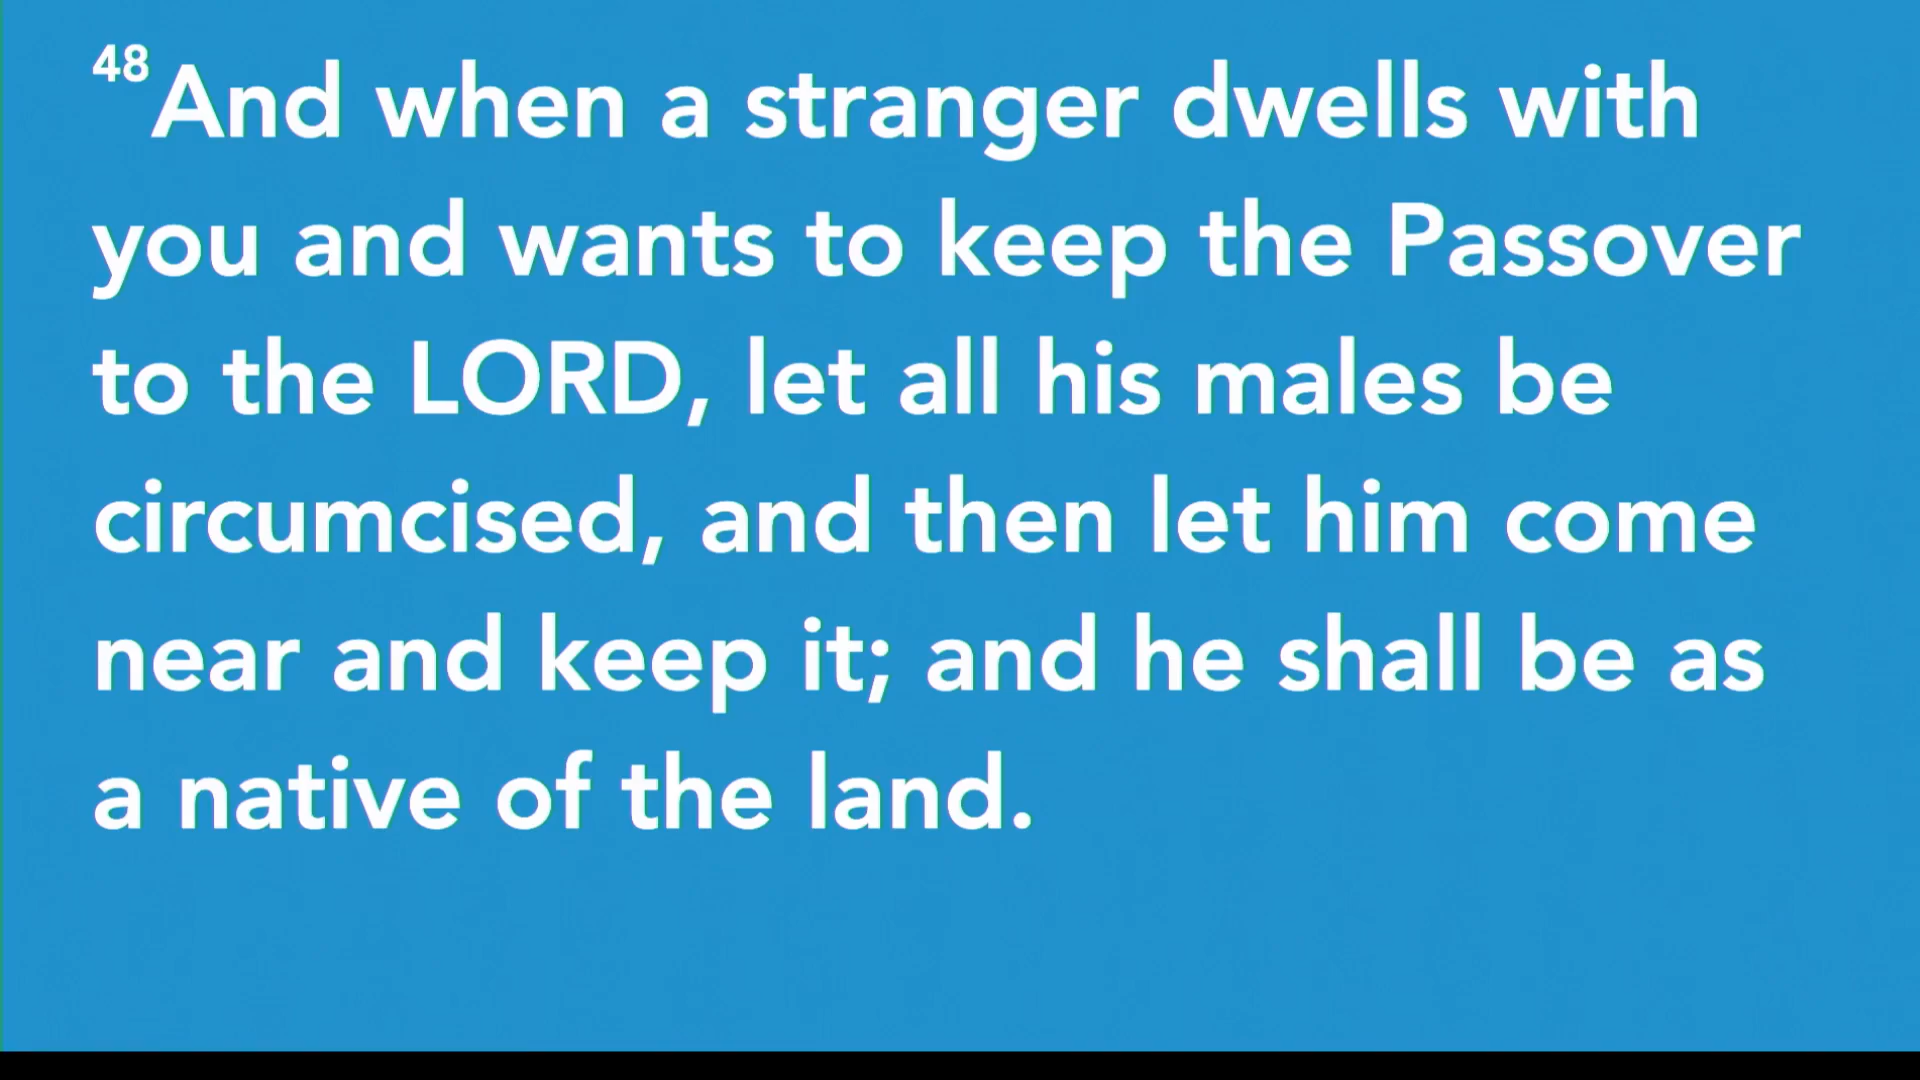 48 And when a stranger dwells with
you and wants to keep the Passover
to the LORD, let all his males be
circumcised, and then let him come
near and keep it; and he shall be as
a native of the land.